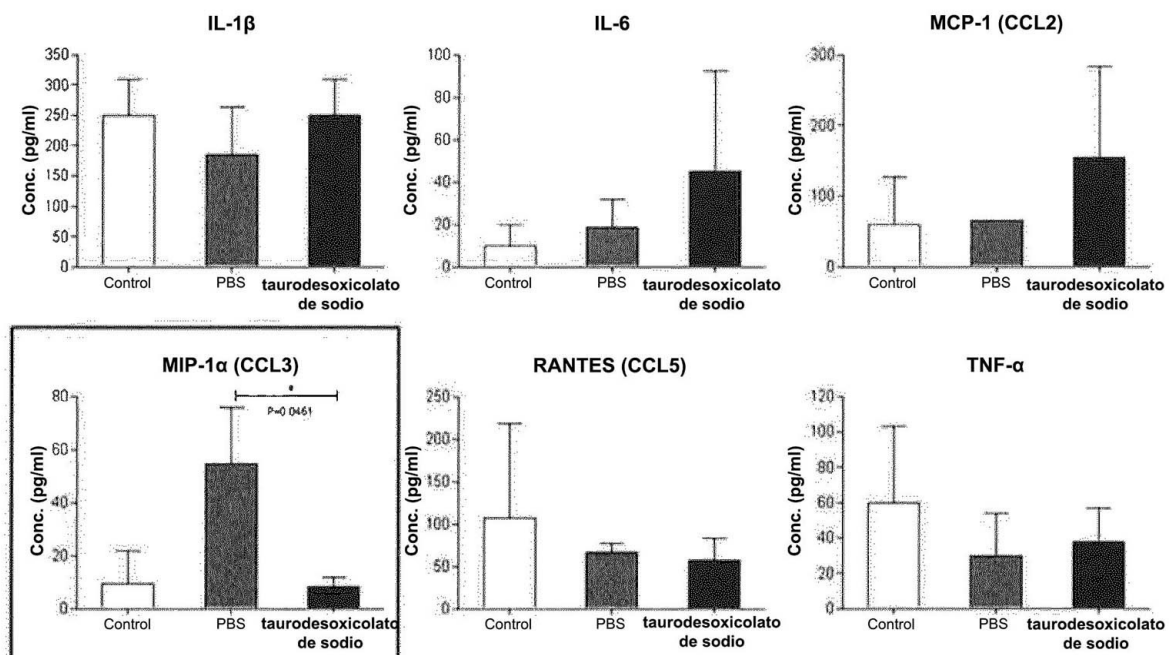 IL-1β
350
300
250
200
150
100
50
0
Conc. (pg/ml)
Control
PBS
taurodesoxicolato
de sodio
IL-6
100
80
60
40
20
0
Conc. (pg/ml)
Control
PBS
taurodesoxicolato
de sodio
MCP-1 (CCL2)
300
200
100
0
Conc. (pg/ml)
Control
PBS
taurodesoxicolato
de sodio
MIP-1α (CCL3)
80
60
40
20
0
Conc. (pg/ml)
*
P=0.0461
Control
PBS
taurodesoxicolato
de sodio
RANTES (CCL5)
250
200
150
100
50
0
Conc. (pg/ml)
Control
PBS
taurodesoxicolato
de sodio
TNF-α
120
100
80
60
40
20
0
Conc. (pg/ml)
Control
PBS
taurodesoxicolato
de sodio